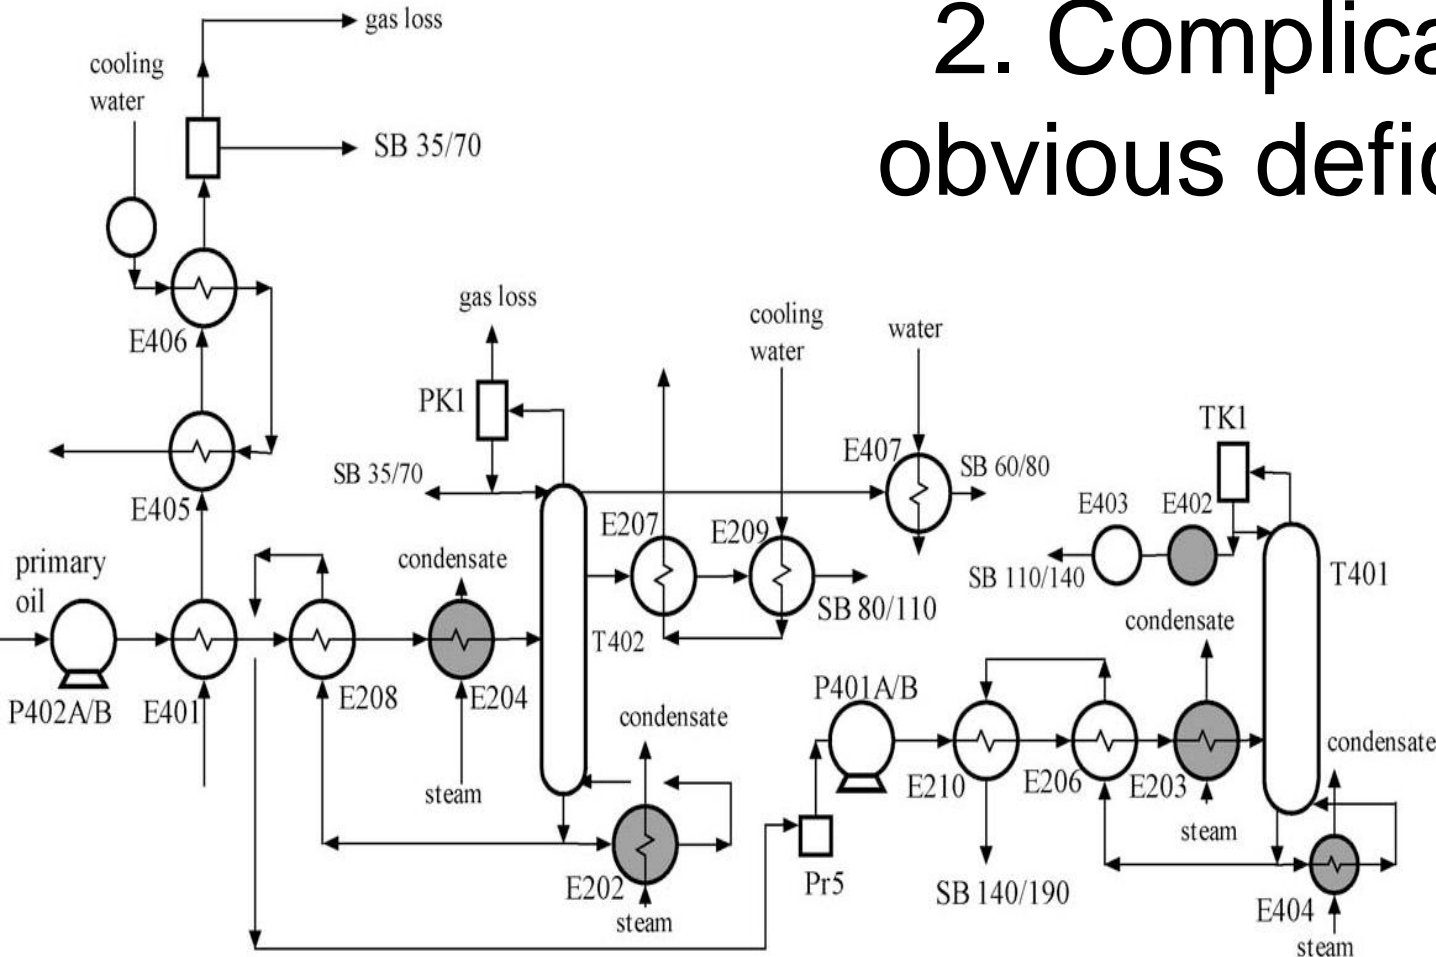 2. Complica
obvious defic
gas loss
cooling
water
SB 35/70
E406
gas loss
cooling
water
water
PK1
TK1
E407
SB 60/80
SB 35/70
E405
E207
E209
E403
E402
primary
oil
condensate
SB 110/140
T401
SB 80/110
condensate
T402
P402A/B
E401
E208
E204
P401A/B
condensate
condensate
steam
E210
E206
E203
steam
E202
Pr5
SB 140/190
E404
steam
steam